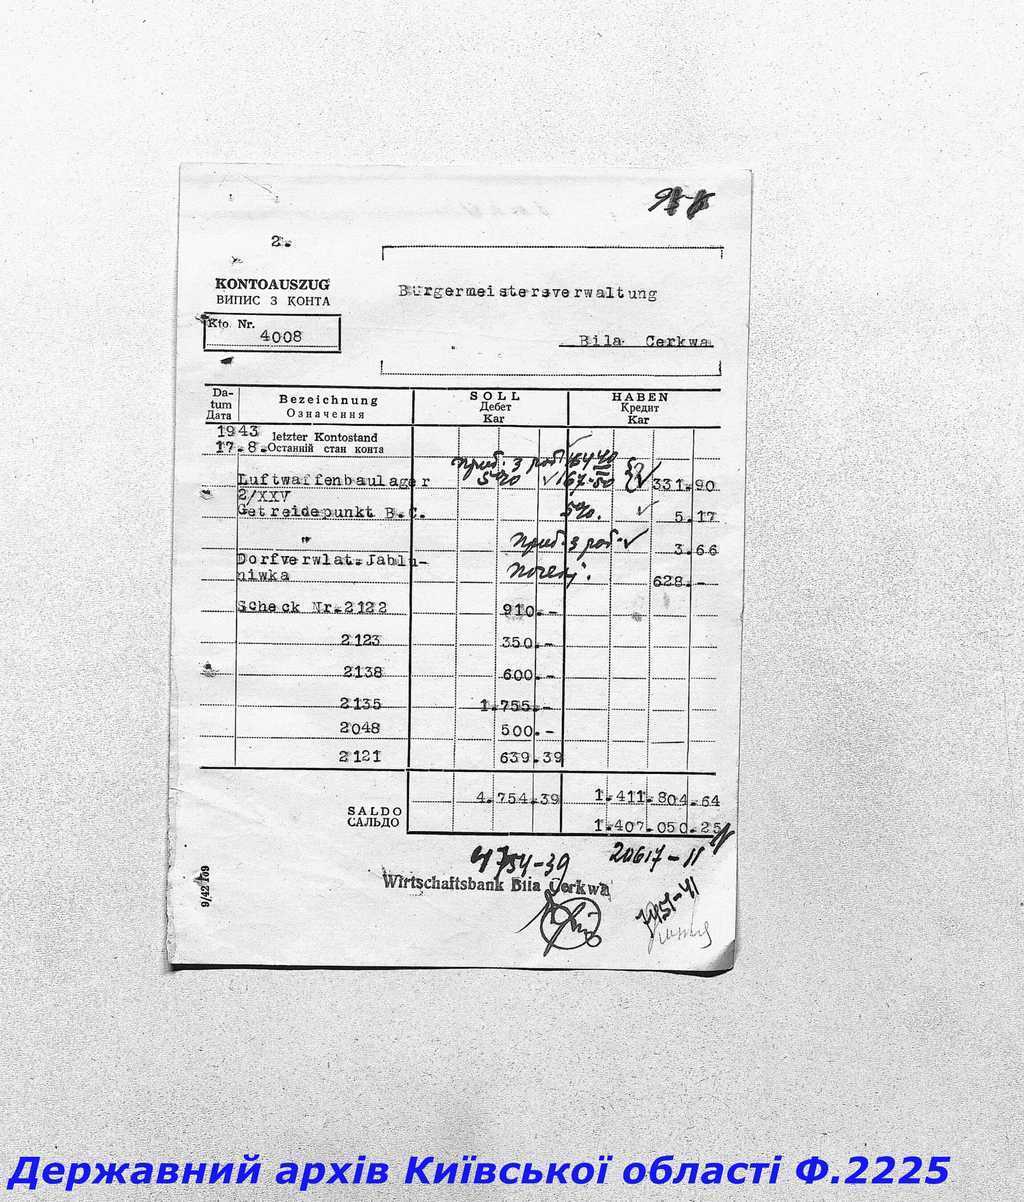 2.
KONTOAUSZUG
ВИПИС З КОНТА
Kto. Nr.
4008
Bürgermeistersverwaltung
Bila Cerkwa
Da-
tum
Дата
Bezeichnung
Означення
SOLL
Дебет
Kar
HABEN
Кредит
Kar
1943
17.8. letzter Kontostand
Останній стан конта
Luftwaffenbaulager 331.90
2/XXV
Getreidepunkt B.C. 5%. 5.17
" 3.66
Dorfverwlat.Jablu-
niwka 628.-
Scheck Nr.2122 910.-
2123 350.-
2138 600.-
2135 1.755.-
2048 500.-
2121 639.39
4.754.39 1.411.804.64
SALDO
САЛЬДО
1.407.050.25
4754-39 20617-11
Wirtschaftsbank Bila Cerkwa
9/42 109
Державний архів Київської області Ф.2225